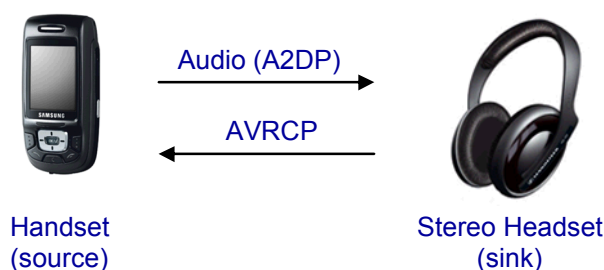 Audio (A2DP)
SAMSUNG
AVRCP
Handset
(source)
Stereo Headset
(sink)